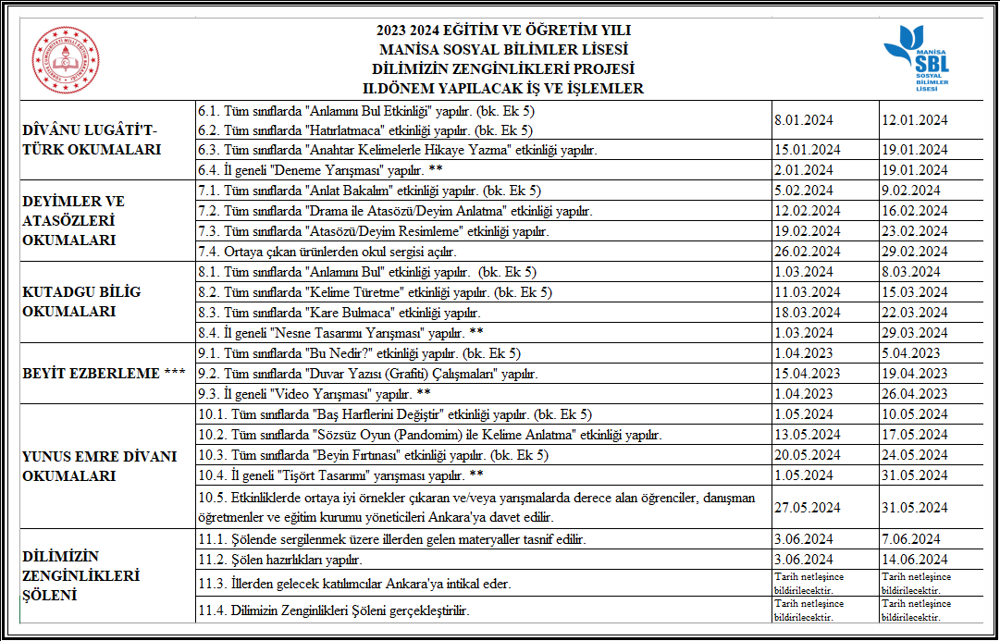 2023 2024 EĞİTİM VE ÖĞRETİM YILI
MANİSA SOSYAL BİLİMLER LİSESİ
DİLİMİZİN ZENGİNLİKLERİ PROJESİ
II.DÖNEM YAPILACAK İŞ VE İŞLEMLER
MANİSA
SBL
SOSYAL
BİLİMLER
LİSESİ
DÎVÂNU LUGÂTİ'T-
TÜRK OKUMALARI
6.1. Tüm sınıflarda "Anlamını Bul Etkinliği" yapılır. (bk. Ek 5)
6.2. Tüm sınıflarda "Hatırlatmaca" etkinliği yapılır. (bk. Ek 5)
8.01.2024 12.01.2024
6.3. Tüm sınıflarda "Anahtar Kelimelerle Hikaye Yazma" etkinliği yapılır. 15.01.2024 19.01.2024
6.4. İl geneli "Deneme Yarışması" yapılır. ** 2.01.2024 19.01.2024
DEYİMLER VE
ATASÖZLERİ
OKUMALARI
7.1. Tüm sınıflarda "Anlat Bakalım" etkinliği yapılır. (bk. Ek 5) 5.02.2024 9.02.2024
7.2. Tüm sınıflarda "Drama ile Atasözü/Deyim Anlatma" etkinliği yapılır. 12.02.2024 16.02.2024
7.3. Tüm sınıflarda "Atasözü/Deyim Resimleme" etkinliği yapılır. 19.02.2024 23.02.2024
7.4. Ortaya çıkan ürünlerden okul sergisi açılır. 26.02.2024 29.02.2024
KUTADGU BİLİG
OKUMALARI
8.1. Tüm sınıflarda "Anlamını Bul" etkinliği yapılır. (bk. Ek 5) 1.03.2024 8.03.2024
8.2. Tüm sınıflarda "Kelime Türetme" etkinliği yapılır. (bk. Ek 5) 11.03.2024 15.03.2024
8.3. Tüm sınıflarda "Kare Bulmaca" etkinliği yapılır. 18.03.2024 22.03.2024
8.4. İl geneli "Nesne Tasarımı Yarışması" yapılır. ** 1.03.2024 29.03.2024
BEYİT EZBERLEME ***
9.1. Tüm sınıflarda "Bu Nedir?" etkinliği yapılır. (bk. Ek 5) 1.04.2023 5.04.2023
9.2. Tüm sınıflarda "Duvar Yazısı (Grafiti) Çalışmaları" yapılır. 15.04.2023 19.04.2023
9.3. İl geneli "Video Yarışması" yapılır. ** 1.04.2023 26.04.2023
YUNUS EMRE DİVANI
OKUMALARI
10.1. Tüm sınıflarda "Baş Harflerini Değiştir" etkinliği yapılır. (bk. Ek 5) 1.05.2024 10.05.2024
10.2. Tüm sınıflarda "Sözsüz Oyun (Pandomim) ile Kelime Anlatma" etkinliği yapılır. 13.05.2024 17.05.2024
10.3. Tüm sınıflarda "Beyin Fırtınası" etkinliği yapılır. (bk. Ek 5) 20.05.2024 24.05.2024
10.4. İl geneli "Tişört Tasarımı" yarışması yapılır. ** 1.05.2024 31.05.2024
10.5. Etkinliklerde ortaya iyi örnekler çıkaran ve/veya yarışmalarda derece alan öğrenciler, danışman
öğretmenler ve eğitim kurumu yöneticileri Ankara'ya davet edilir.
27.05.2024 31.05.2024
DİLİMİZİN
ZENGİNLİKLERİ
ŞÖLENİ
11.1. Şölende sergilenmek üzere illerden gelen materyaller tasnif edilir. 3.06.2024 7.06.2024
11.2. Şölen hazırlıkları yapılır. 3.06.2024 14.06.2024
11.3. İllerden gelecek katılımcılar Ankara'ya intikal eder.
Tarih netleşince Tarih netleşince
bildirilecektir. bildirilecektir.
11.4. Dilimizin Zenginlikleri Şöleni gerçekleştirilir.
Tarih netleşince Tarih netleşince
bildirilecektir. bildirilecektir.